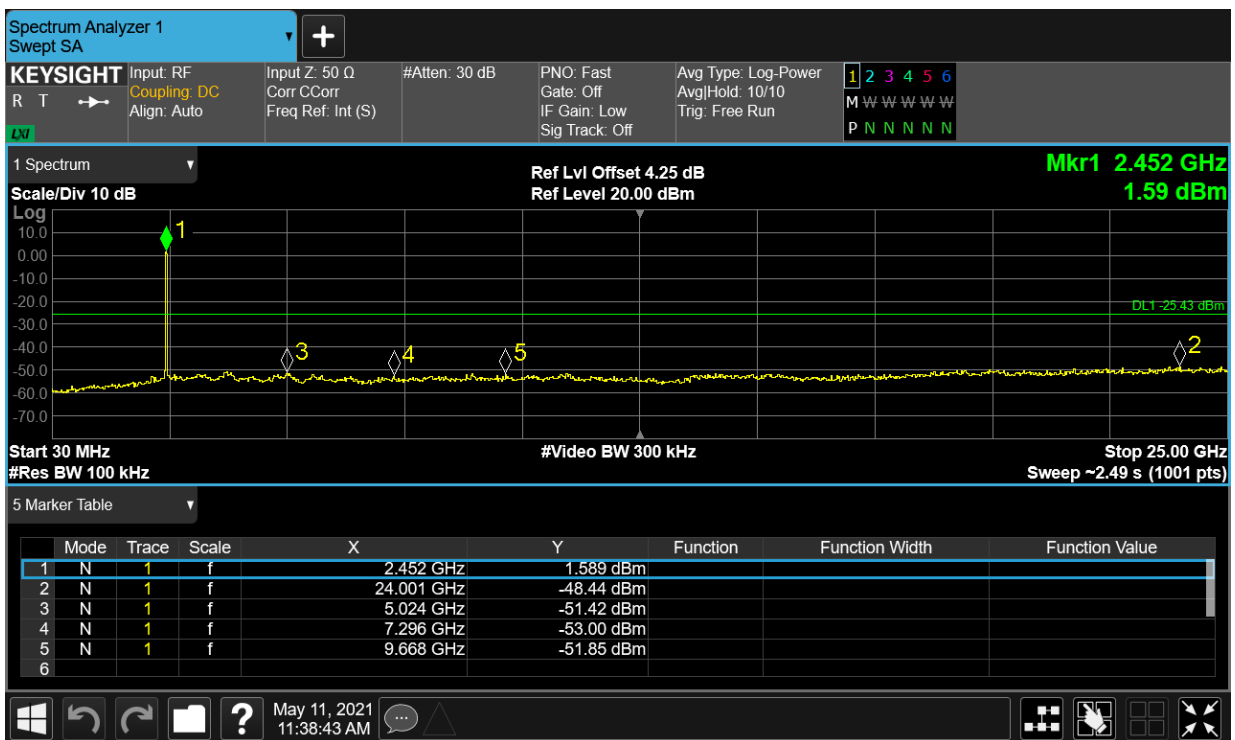 Spectrum Analyzer 1
Swept SA
KEYSIGHT
R T
LXI
Input: RF
Coupling: DC
Align: Auto
Input Z: 50 Ω
Corr CCorr
Freq Ref: Int (S)
#Atten: 30 dB
PNO: Fast
Gate: Off
IF Gain: Low
Sig Track: Off
Avg Type: Log-Power
Avg|Hold: 10/10
Trig: Free Run
1 2 3 4 5 6
M W W W W W
P N N N N N
1 Spectrum
Scale/Div 10 dB
Ref Lvl Offset 4.25 dB
Ref Level 20.00 dBm
Mkr1 2.452 GHz
1.59 dBm
Log
10.0
0.00
-10.0
-20.0
-30.0
-40.0
-50.0
-60.0
-70.0
1
3
4
5
2
DL1 -25.43 dBm
Start 30 MHz
#Video BW 300 kHz
Stop 25.00 GHz
#Res BW 100 kHz
Sweep ~2.49 s (1001 pts)
5 Marker Table
Mode Trace Scale X Y Function Function Width Function Value
1 N 1 f 2.452 GHz 1.589 dBm
2 N 1 f 24.001 GHz -48.44 dBm
3 N 1 f 5.024 GHz -51.42 dBm
4 N 1 f 7.296 GHz -53.00 dBm
5 N 1 f 9.668 GHz -51.85 dBm
6
?
May 11, 2021
11:38:43 AM